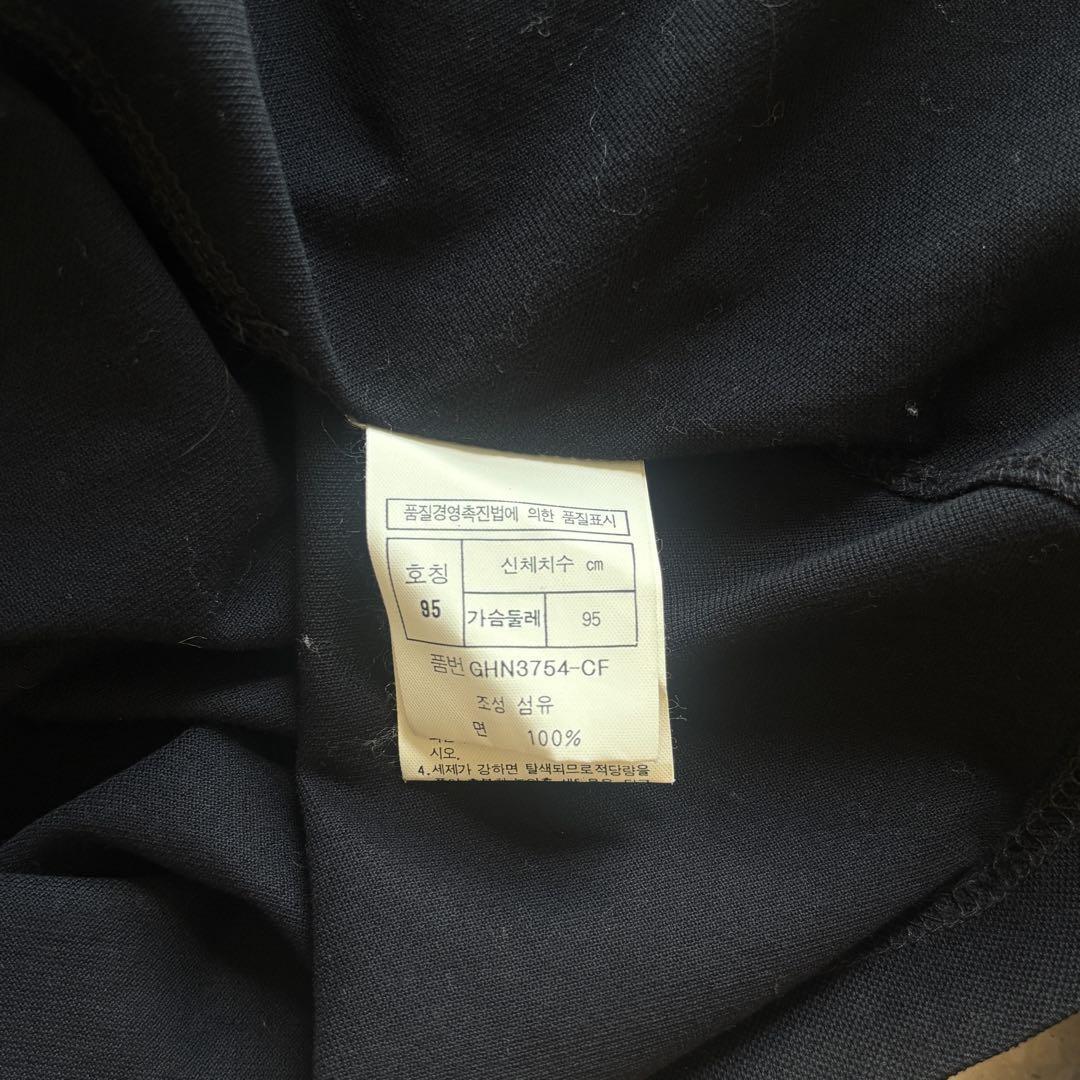 품질경영촉진법에 의한 품질표시
호칭 신체치수 cm
95 가슴둘레 95
품번 GHN3754-CF
조성 섬유
면 100%
시오.
4.세제가 강하면 탈색되므로적당량을